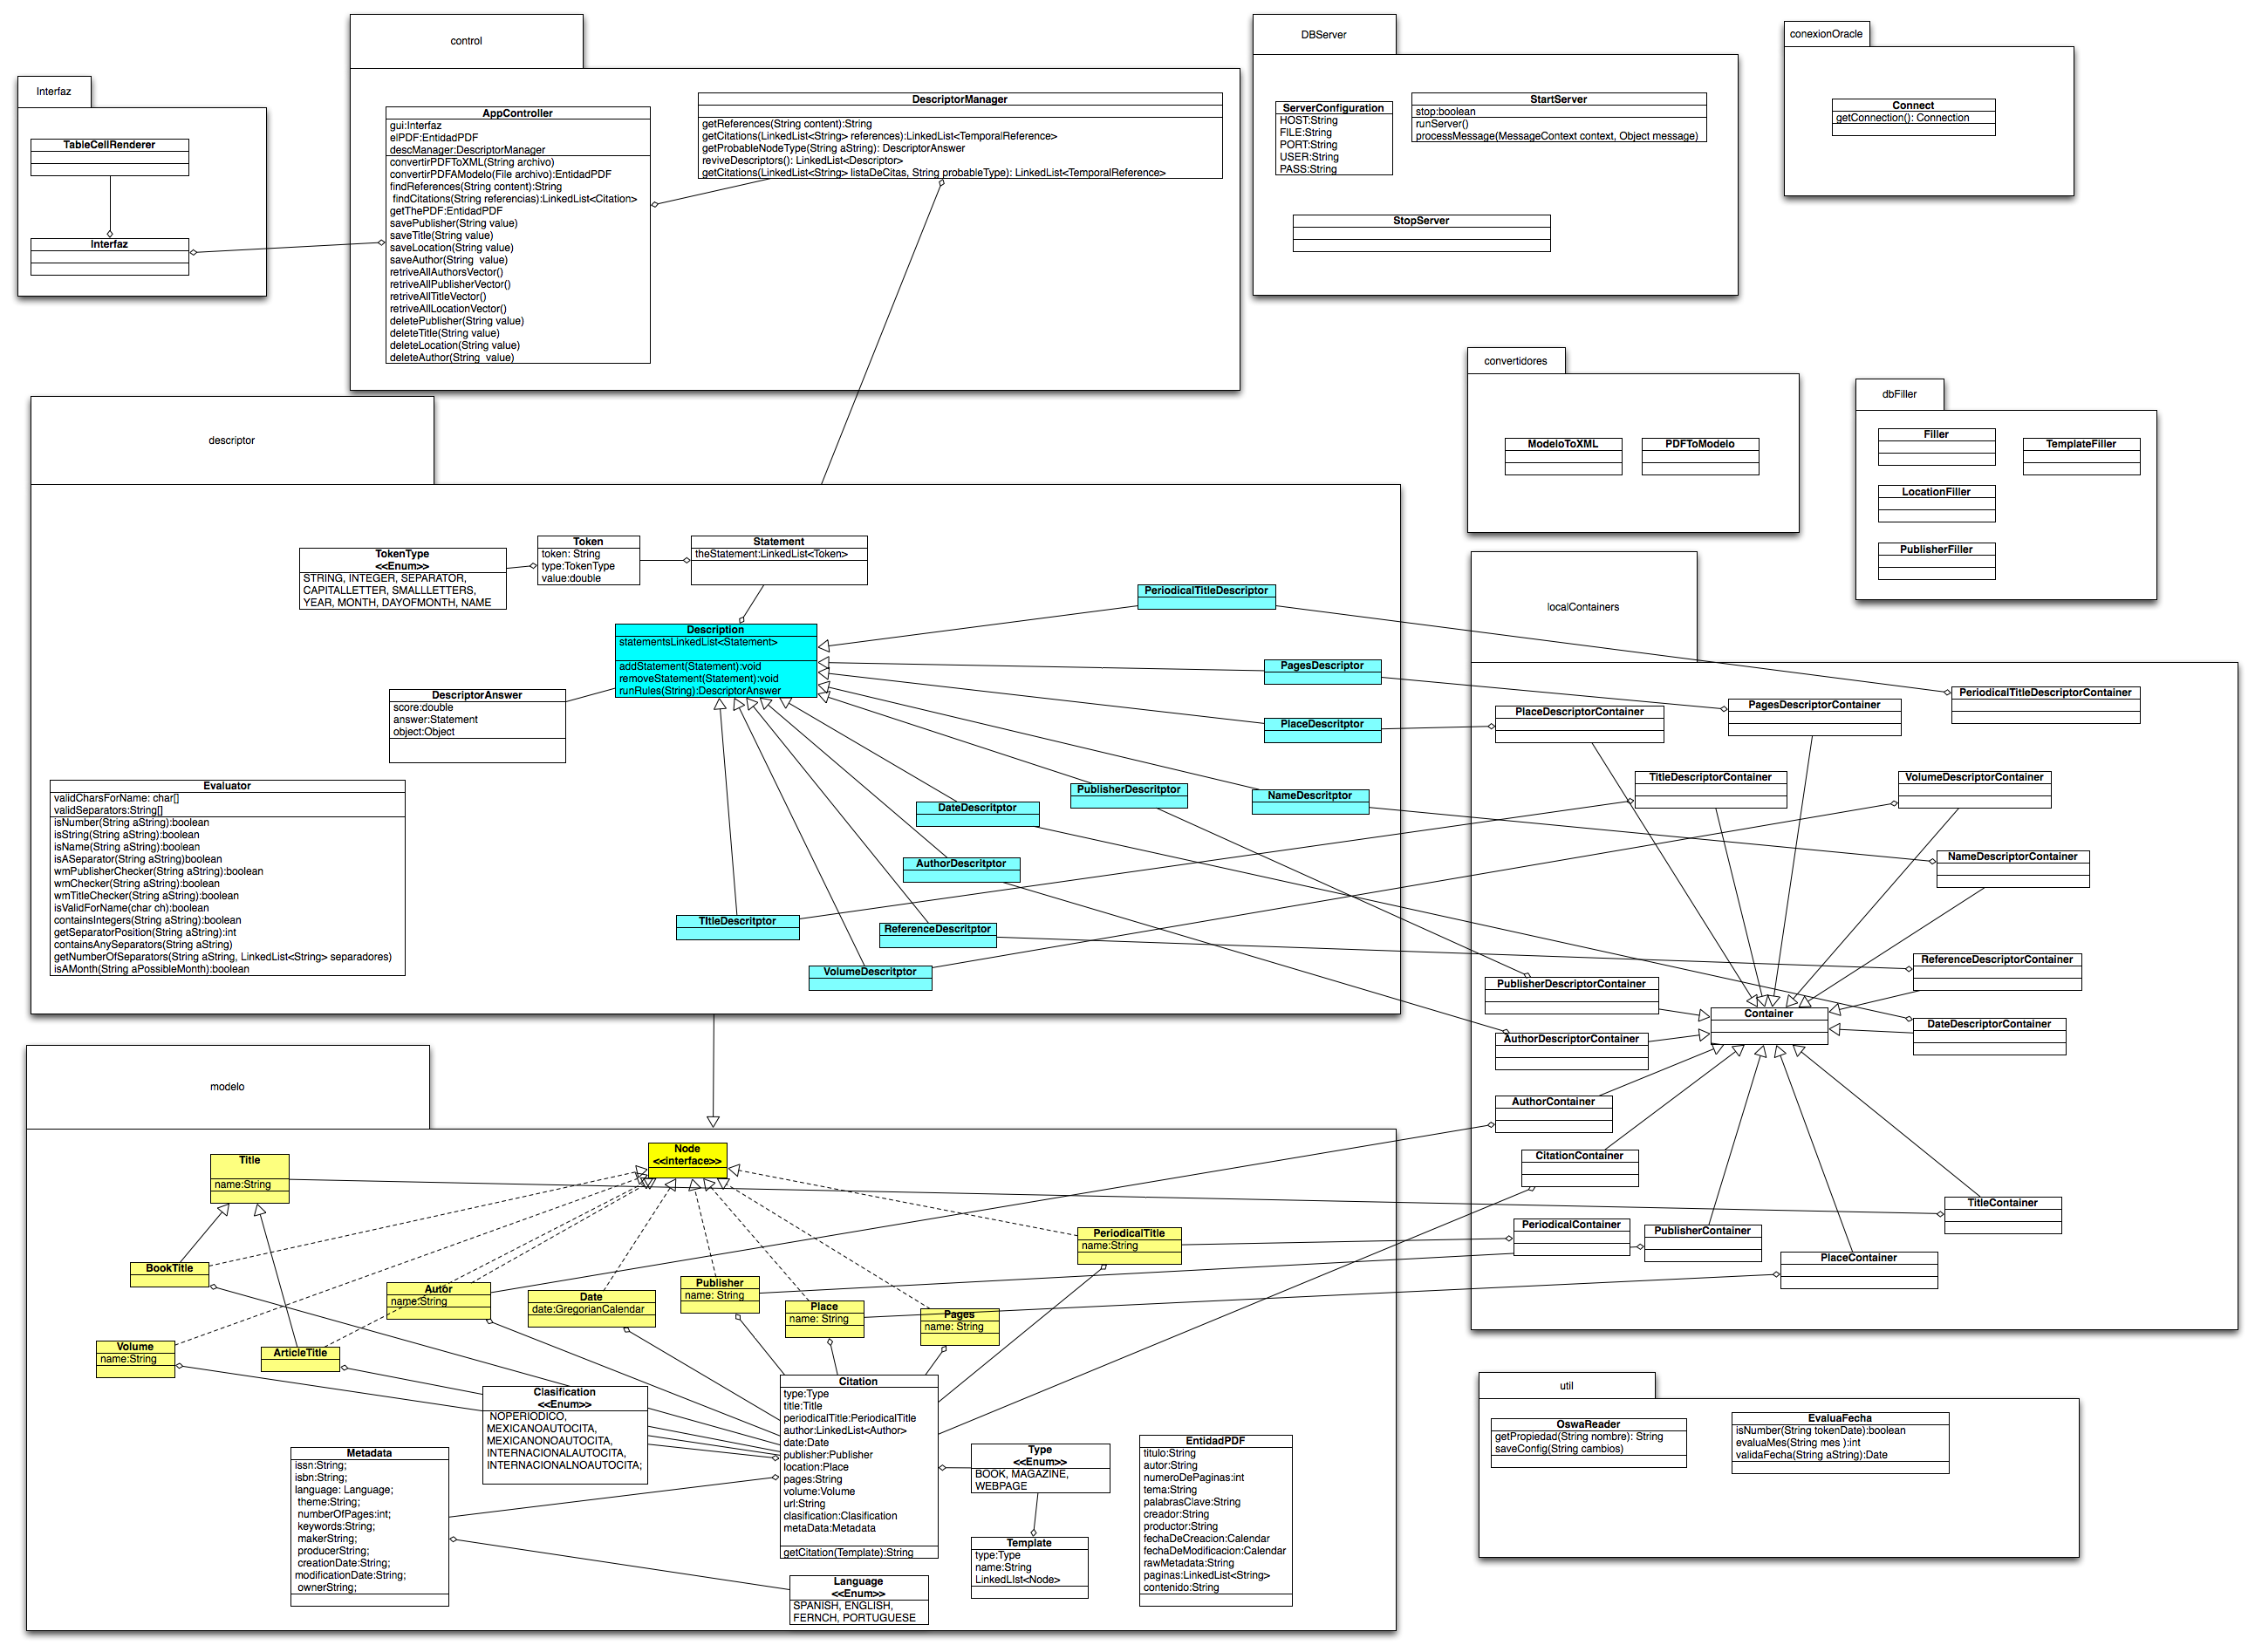 Interfaz
TableCellRenderer
Interfaz
control
AppController
gui:Interfaz
elPDF:EntidadPDF
descManager:DescriptorManager
convertirPDFToXML(String archivo)
convertirPDFAModelo(File archivo):EntidadPDF
findReferences(String content):String
findCitations(String referencias):LinkedList<Citation>
getThePDF:EntidadPDF
savePublisher(String value)
saveTitle(String value)
saveLocation(String value)
saveAuthor(String  value)
retriveAllAuthorsVector()
retriveAllPublisherVector()
retriveAllTitleVector()
retriveAllLocationVector()
deletePublisher(String value)
deleteTitle(String value)
deleteLocation(String value)
deleteAuthor(String  value)
DescriptorManager
getReferences(String content):String
getCitations(LinkedList<String> references):LinkedList<TemporalReference>
getProbableNodeType(String aString): DescriptorAnswer
reviveDescriptors(): LinkedList<Descriptor>
getCitations(LinkedList<String> listaDeCitas, String probableType): LinkedList<TemporalReference>
DBServer
ServerConfiguration
HOST:String
FILE:String
PORT:String
USER:String
PASS:String
StartServer
stop:boolean
runServer()
processMessage(MessageContext context, Object message)
StopServer
conexionOracle
Connect
getConnection(): Connection
convertidores
ModeloToXML
PDFToModelo
dbFiller
Filler
TemplateFiller
LocationFiller
PublisherFiller
descriptor
TokenType
<<Enum>>
STRING, INTEGER, SEPARATOR,
CAPITALLETTER, SMALLLETTERS,
YEAR, MONTH, DAYOFMONTH, NAME
Token
token: String
type:TokenType
value:double
Statement
theStatement:LinkedList<Token>
Description
statementsLinkedList<Statement>
addStatement(Statement):void
removeStatement(Statement):void
runRules(String):DescriptorAnswer
DescriptorAnswer
score:double
answer:Statement
object:Object
Evaluator
validCharsForName: char[]
validSeparators:String[]
isNumber(String aString):boolean
isString(String aString):boolean
isName(String aString):boolean
isASeparator(String aString)boolean
wmPublisherChecker(String aString):boolean
wmChecker(String aString):boolean
wmTitleChecker(String aString):boolean
isValidForName(char ch):boolean
containsIntegers(String aString):boolean
getSeparatorPosition(String aString):int
containsAnySeparators(String aString)
getNumberOfSeparators(String aString, LinkedList<String> separadores)
isAMonth(String aPossibleMonth):boolean
PeriodicalTitleDescriptor
PagesDescriptor
PlaceDescritptor
PublisherDescritptor
NameDescritptor
DateDescritptor
AuthorDescritptor
TItleDescritptor
ReferenceDescritptor
VolumeDescritptor
localContainers
PeriodicalTitleDescriptorContainer
PagesDescriptorContainer
PlaceDescriptorContainer
TitleDescriptorContainer
VolumeDescriptorContainer
NameDescriptorContainer
ReferenceDescriptorContainer
PublisherDescriptorContainer
Container
DateDescriptorContainer
AuthorDescriptorContainer
AuthorContainer
CitationContainer
TitleContainer
PeriodicalContainer
PublisherContainer
PlaceContainer
modelo
Node
<<interface>>
Title
name:String
BookTitle
Autor
name:String
Date
date:GregorianCalendar
Publisher
name: String
Place
name: String
Pages
name: String
PeriodicalTitle
name:String
Volume
name:String
ArticleTitle
Clasification
<<Enum>>
NOPERIODICO,
MEXICANOAUTOCITA,
MEXICANONOAUTOCITA,
INTERNACIONALAUTOCITA,
INTERNACIONALNOAUTOCITA;
Citation
type:Type
title:Title
periodicalTitle:PeriodicalTitle
author:LinkedList<Author>
date:Date
publisher:Publisher
location:Place
pages:String
volume:Volume
url:String
clasification:Clasification
metaData:Metadata
getCitation(Template):String
Metadata
issn:String;
isbn:String;
language: Language;
theme:String;
numberOfPages:int;
keywords:String;
makerString;
producerString;
creationDate:String;
modificationDate:String;
ownerString;
Type
<<Enum>>
BOOK, MAGAZINE,
WEBPAGE
Template
type:Type
name:String
LinkedLIst<Node>
Language
<<Enum>>
SPANISH, ENGLISH,
FERNCH, PORTUGUESE
EntidadPDF
titulo:String
autor:String
numeroDePaginas:int
tema:String
palabrasClave:String
creador:String
productor:String
fechaDeCreacion:Calendar
fechaDeModificacion:Calendar
rawMetadata:String
paginas:LinkedList<String>
contenido:String
util
OswaReader
getPropiedad(String nombre): String
saveConfig(String cambios)
EvaluaFecha
isNumber(String tokenDate):boolean
evaluaMes(String mes ):int
validaFecha(String aString):Date